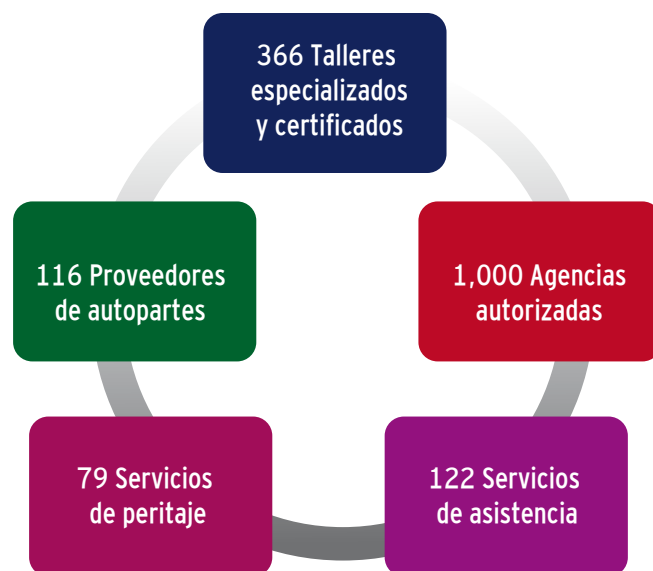 366 Talleres
especializados
y certificados
116 Proveedores
de autopartes
1,000 Agencias
autorizadas
79 Servicios
de peritaje
122 Servicios
de asistencia